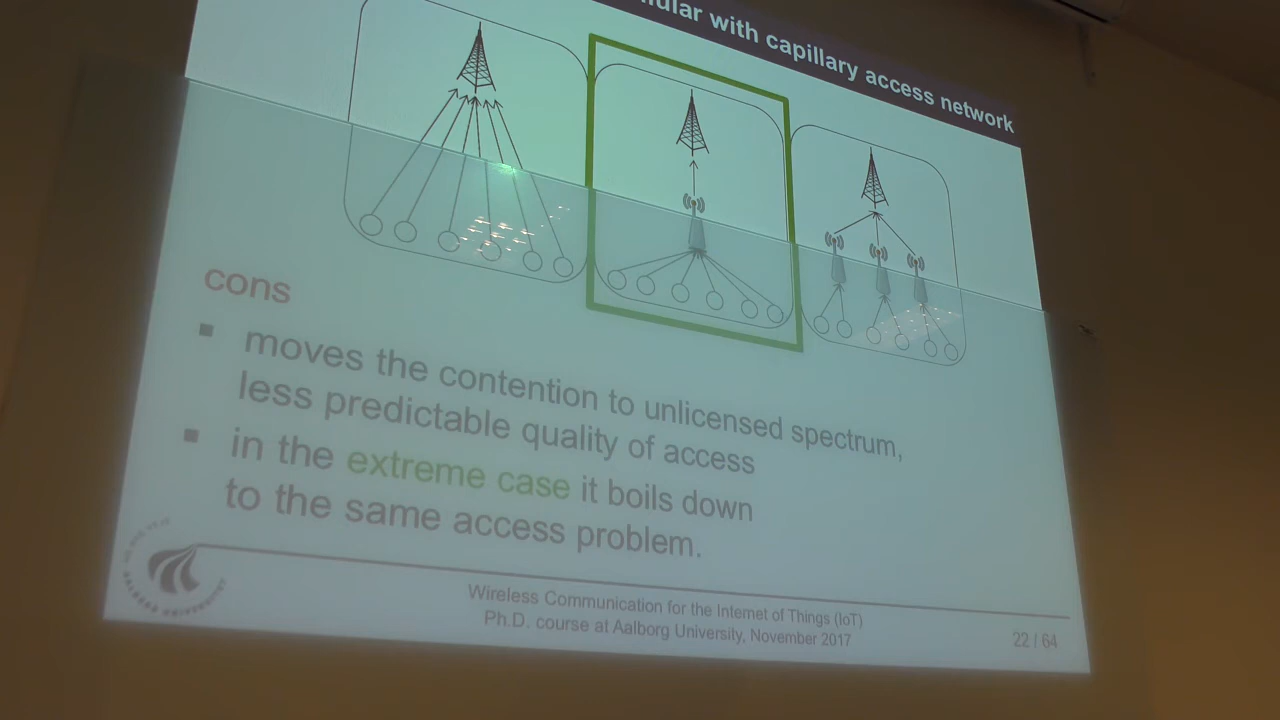 lular with capillary access network
cons
▪ moves the contention to unlicensed spectrum,
less predictable quality of access
▪ in the extreme case it boils down
to the same access problem.
Wireless Communication for the Internet of Things (IoT)
Ph.D. course at Aalborg University, November 2017
22 / 64